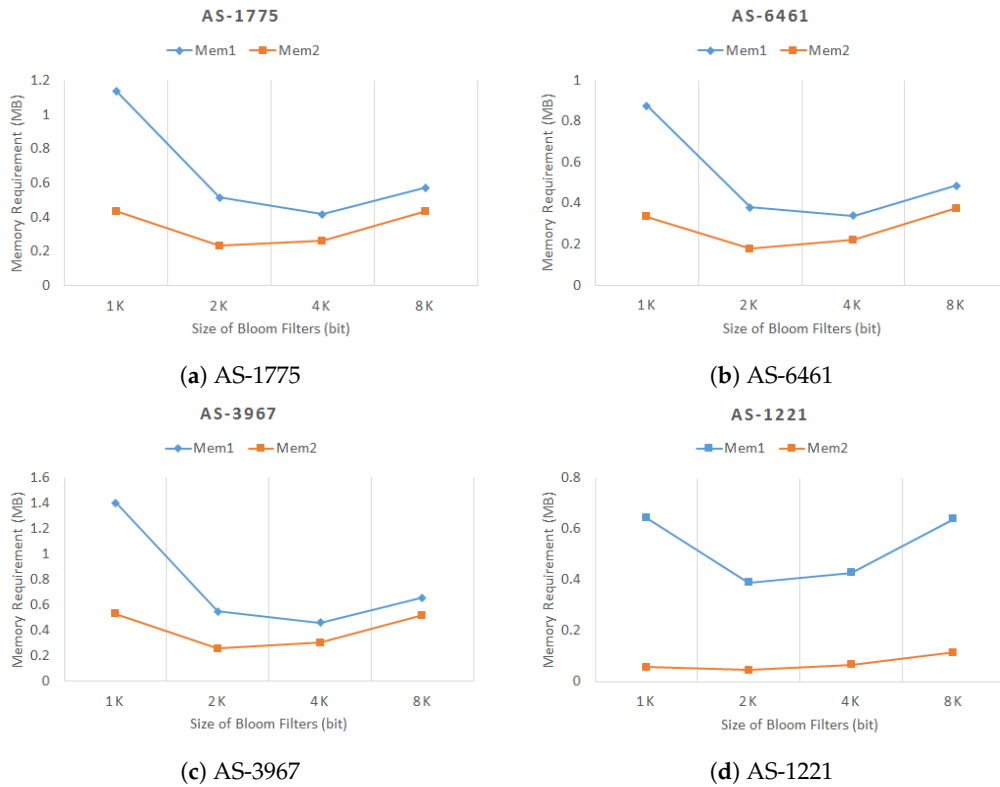 AS-1775
Mem1 Mem2
Memory Requirement (MB)
1.2
1
0.8
0.6
0.4
0.2
0
1 K 2 K 4 K 8 K
Size of Bloom Filters (bit)
(a) AS-1775
AS-6461
Mem1 Mem2
Memory Requirement (MB)
1
0.8
0.6
0.4
0.2
0
1 K 2 K 4 K 8 K
Size of Bloom Filters (bit)
(b) AS-6461
AS-3967
Mem1 Mem2
Memory Requirement (MB)
1.6
1.4
1.2
1
0.8
0.6
0.4
0.2
0
1 K 2 K 4 K 8 K
Size of Bloom Filters (bit)
(c) AS-3967
AS-1221
Mem1 Mem2
Memory Requirement (MB)
0.8
0.6
0.4
0.2
0
1 K 2 K 4 K 8 K
Size of Bloom Filters (bit)
(d) AS-1221